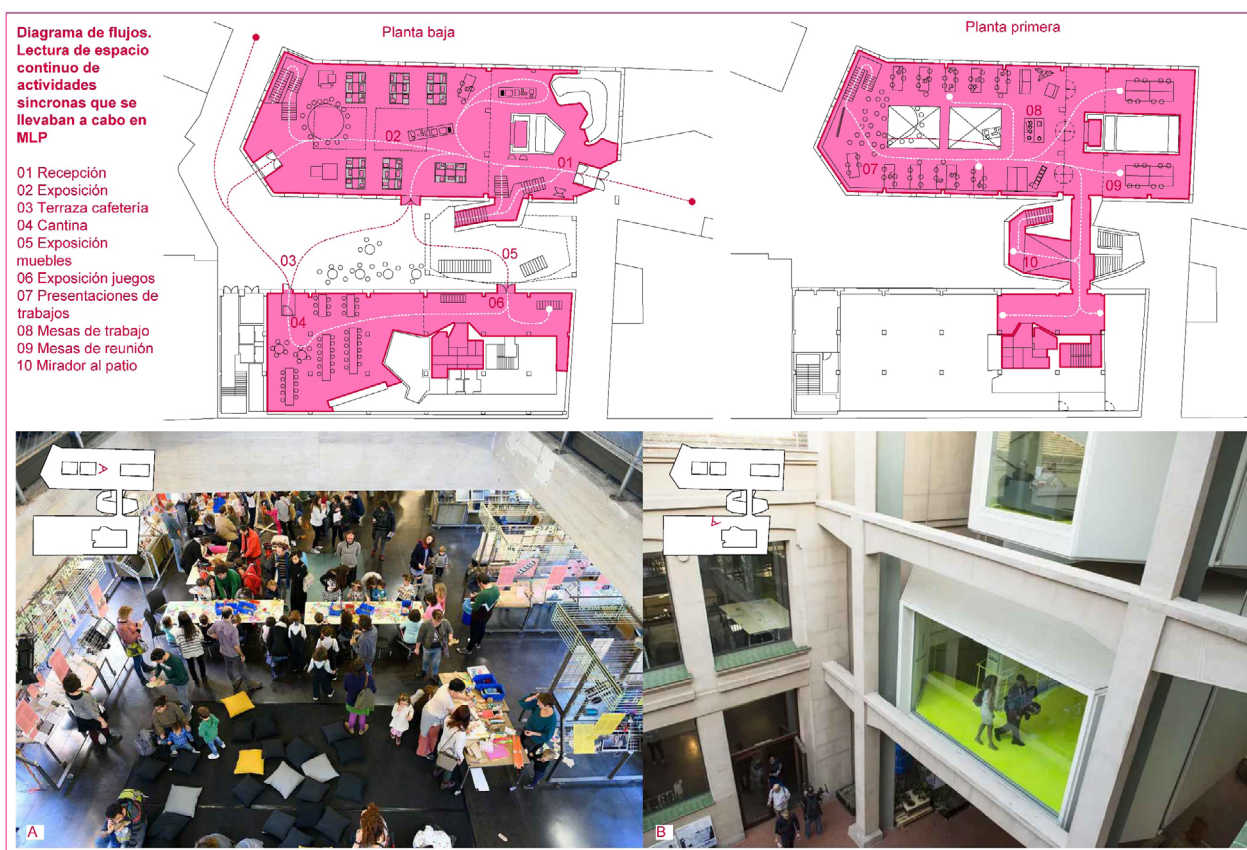 Diagrama de flujos.
Lectura de espacio
continuo de
actividades
síncronas que se
llevaban a cabo en
MLP
01 Recepción
02 Exposición
03 Terraza cafetería
04 Cantina
05 Exposición
muebles
06 Exposición juegos
07 Presentaciones de
trabajos
08 Mesas de trabajo
09 Mesas de reunión
10 Mirador al patio
Planta baja
02
01
03
05
04
06
Planta primera
08
07
09
10
A
B